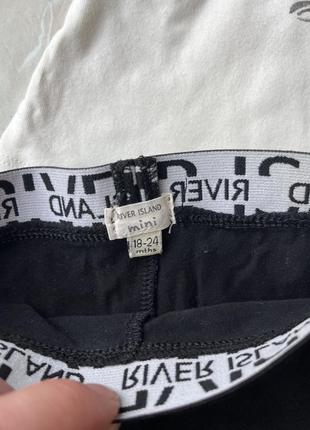 RIVER ISLAND
RIVER ISLAND
mini
18-24
mths
RIVER ISLAND